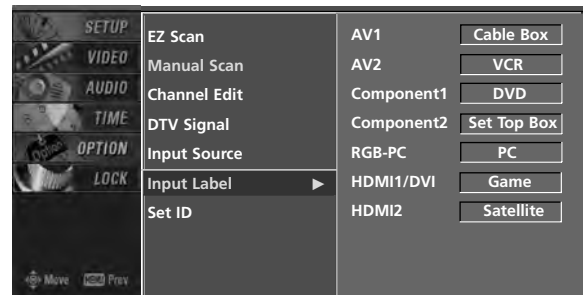 SETUP
VIDEO
AUDIO
TIME
OPTION
LOCK
Move MENU Prev
EZ Scan
Manual Scan
Channel Edit
DTV Signal
Input Source
Input Label ►
Set ID
AV1 Cable Box
AV2 VCR
Component1 DVD
Component2 Set Top Box
RGB-PC PC
HDMI1/DVI Game
HDMI2 Satellite